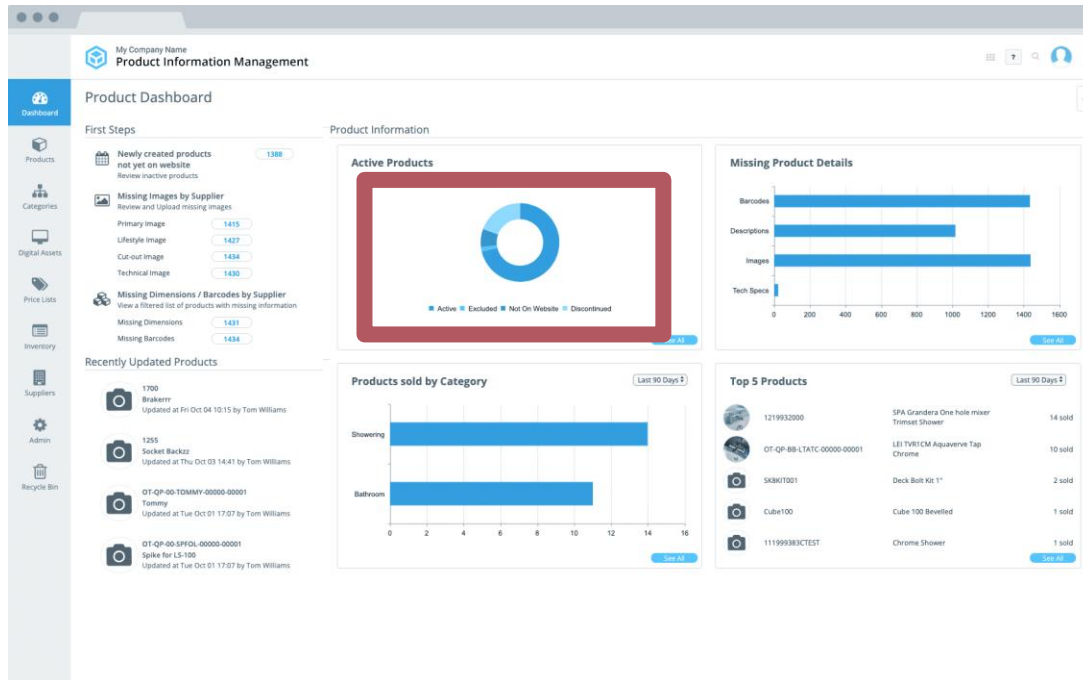 My Company Name
Product Information Management
?
Dashboard
Products
Categories
Digital Assets
Price Lists
Inventory
Suppliers
Admin
Recycle Bin
Product Dashboard
First Steps
Newly created products
not yet on website
1388
Review inactive products
Missing Images by Supplier
Review and Upload missing images
Primary Image 1415
Lifestyle Image 1427
Cut-out Image 1434
Technical Image 1430
Missing Dimensions / Barcodes by Supplier
View a filtered list of products with missing information
Missing Dimensions 1431
Missing Barcodes 1434
Recently Updated Products
1700
Brakerrr
Updated at Fri Oct 04 10:15 by Tom Williams
1255
Socket Backzz
Updated at Thu Oct 03 14:41 by Tom Williams
OT-QP-00-TOMMY-00000-00001
Tommy
Updated at Tue Oct 01 17:07 by Tom Williams
OT-QP-00-SPFOL-00000-00001
Spike for LS-100
Updated at Tue Oct 01 17:07 by Tom Williams
Product Information
Active Products
Active Excluded Not On Website Discontinued
See All
Missing Product Details
Barcodes
Descriptions
Images
Tech Specs
0 200 400 600 800 1000 1200 1400 1600
See All
Products sold by Category
Last 90 Days
Showering
Bathroom
0 2 4 6 8 10 12 14 16
See All
Top 5 Products
Last 90 Days
1219932000 SPA Grandera One hole mixer Trimset Shower 14 sold
OT-QP-BB-LTATC-00000-00001 LEI TVR1CM Aquaverve Tap Chrome 10 sold
SK8KIT001 Deck Bolt Kit 1" 2 sold
Cube100 Cube 100 Bevelled 1 sold
111999383CTEST Chrome Shower 1 sold
See All